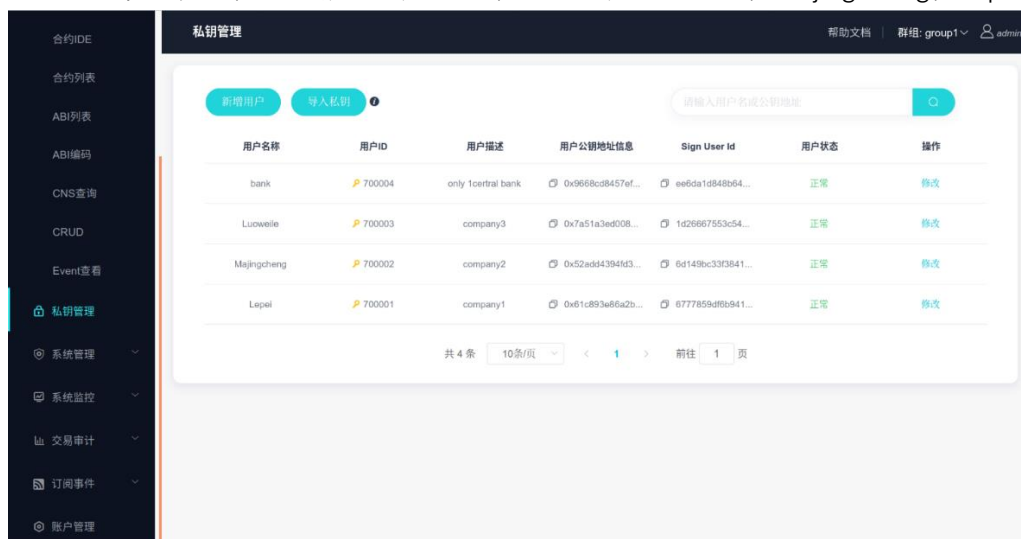 合约IDE
合约列表
ABI列表
ABI编码
CNS查询
CRUD
Event查看
私钥管理
系统管理
系统监控
交易审计
订阅事件
账户管理
私钥管理
帮助文档 群组: group1 admin
新增用户 导入私钥 请输入用户名或公钥地址
用户名称 用户ID 用户描述 用户公钥地址信息 Sign User Id 用户状态 操作
bank 700004 only 1certral bank 0x9668cd8457ef... ee6da1d848b64... 正常 修改
Luoweile 700003 company3 0x7a51a3ed008... 1d26667553c54... 正常 修改
Majingcheng 700002 company2 0x52add4394fd3... 6d149bc33f3841... 正常 修改
Lepei 700001 company1 0x61c893e86a2b... 6777859df6b941... 正常 修改
共 4 条 10条/页 < 1 > 前往 1 页